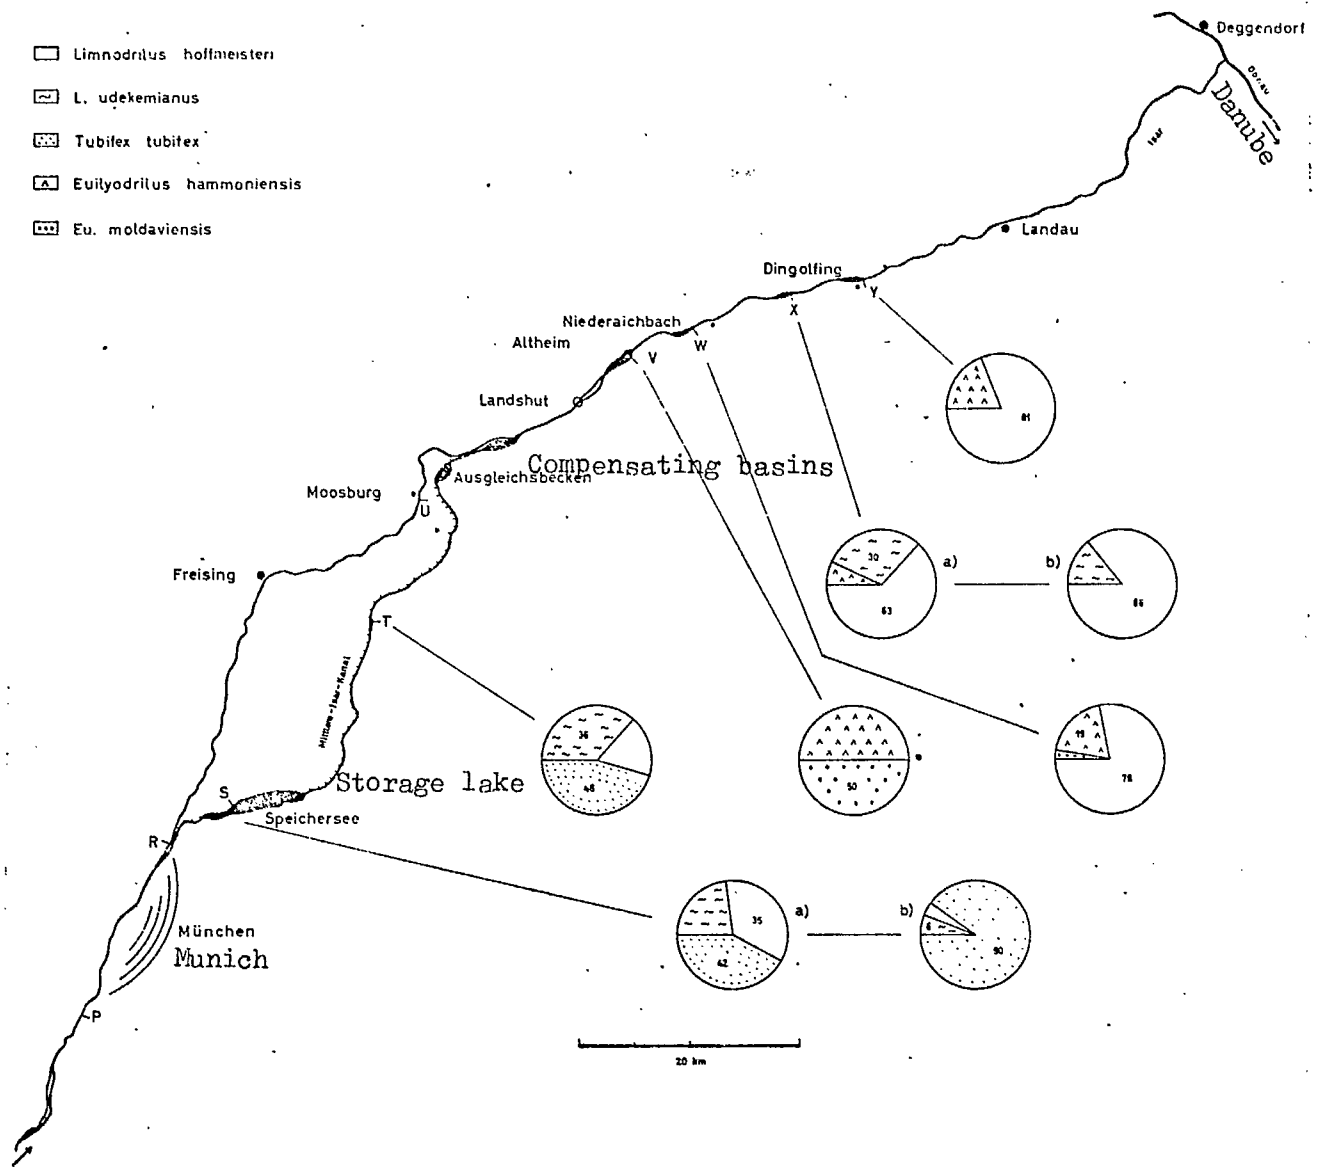 Limnodrilus hoffmeisteri
L. udekemianus
Tubifex tubifex
Euilyodrilus hammoniensis
Eu. moldaviensis
Deggendorf
Donau
Danube
Isar
Landau
Dingolfing
Y
X
Niederaichbach
W
Altheim
V
Landshut
81
Compensating basins
Ausgleichsbecken
Moosburg
U
Freising
30
63
a)
b)
86
T
Mittlere-Isar-Kanal
36
48
50
19
78
Storage lake
S
Speichersee
R
35
42
a)
b)
6
90
München
Munich
P
20 km